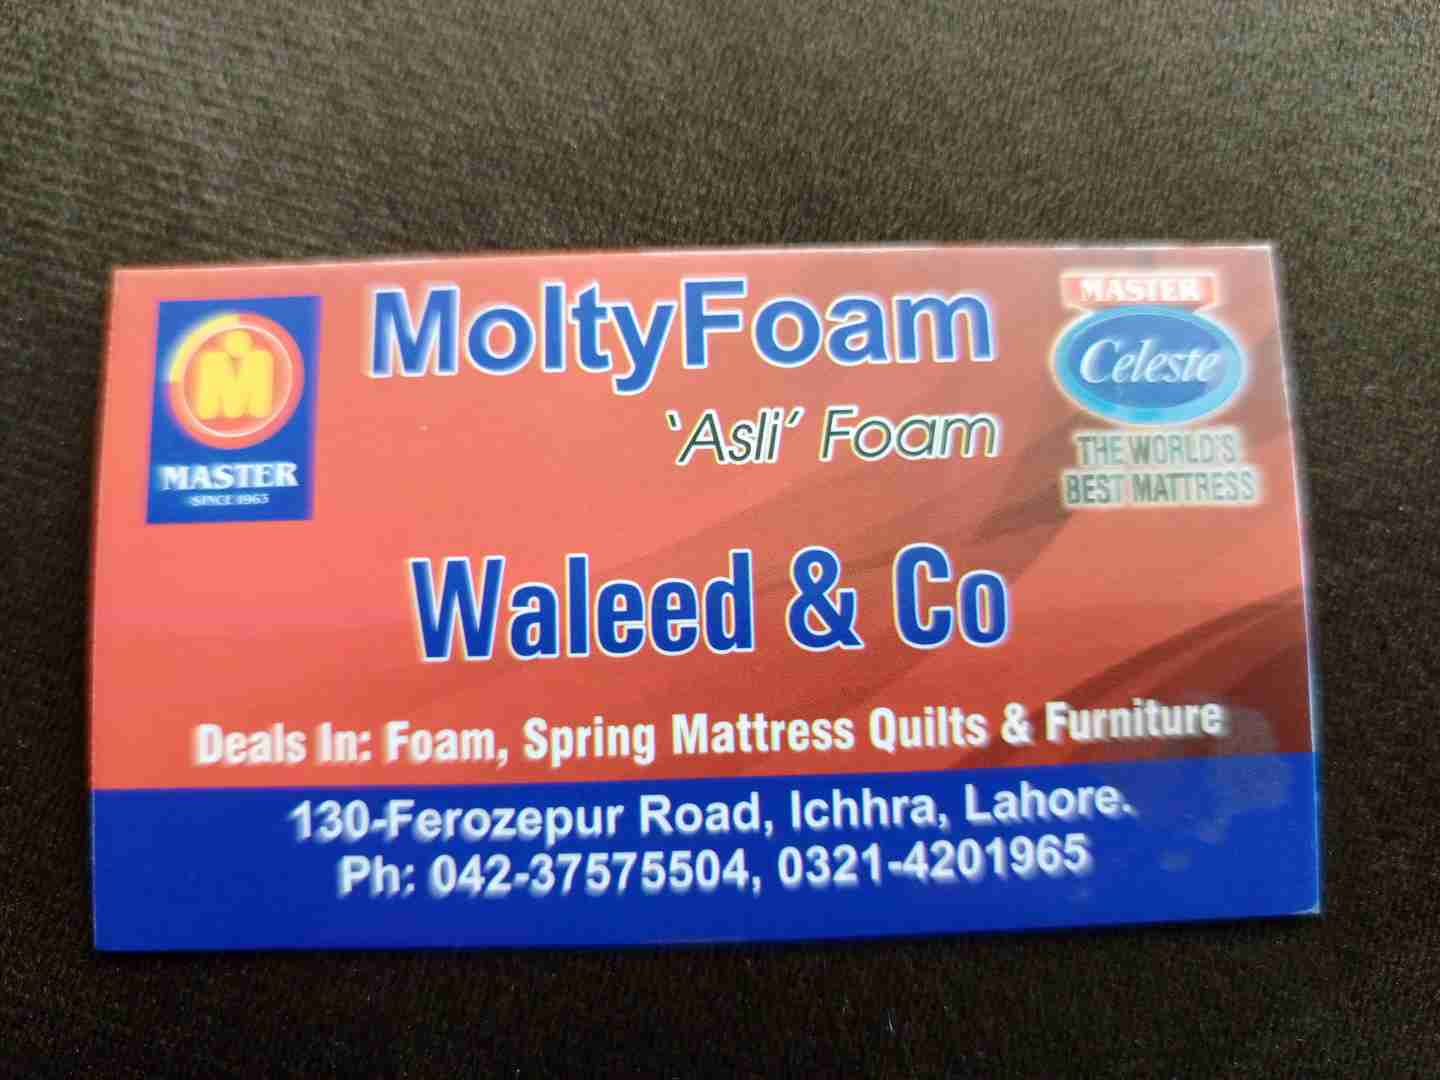 MoltyFoam
'Asli' Foam
MASTER
SINCE 1963
MASTER
Celeste
THE WORLD'S
BEST MATTRESS
Waleed & Co
Deals In: Foam, Spring Mattress Quilts & Furniture
130-Ferozepur Road, Ichhra, Lahore.
Ph: 042-37575504, 0321-4201965